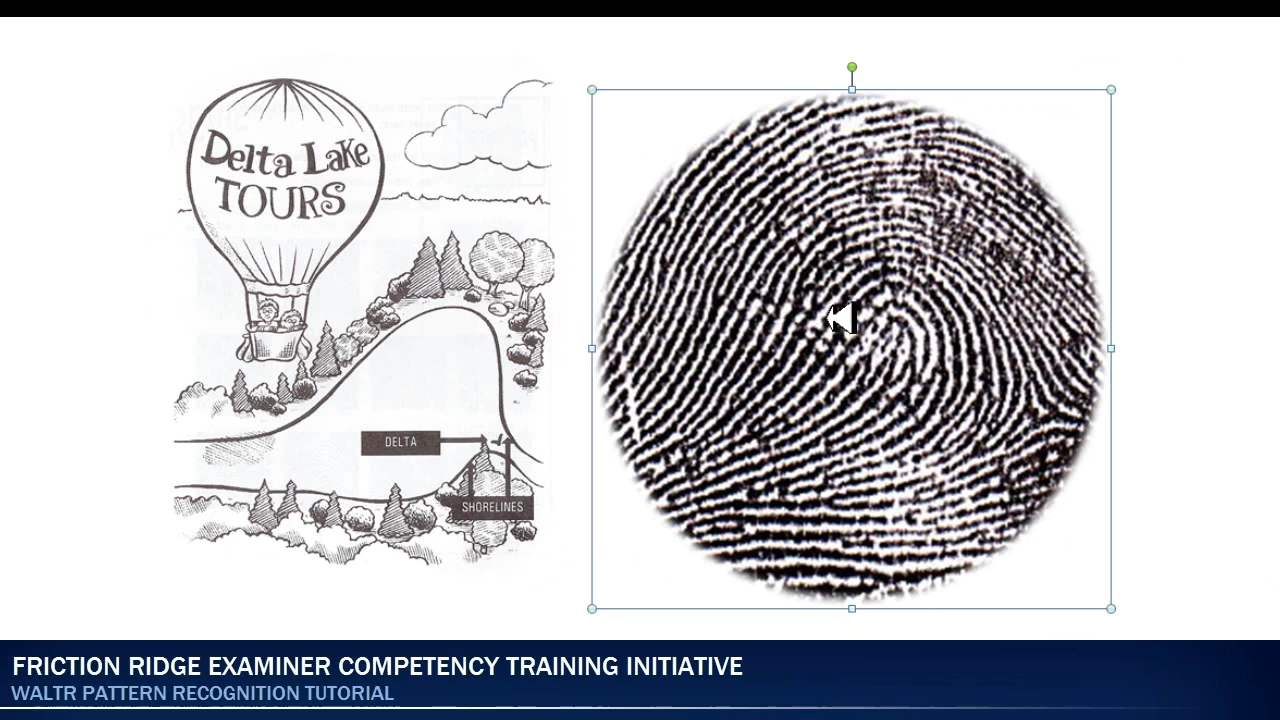 Delta Lake
TOURS
DELTA
SHORELINES
FRICTION RIDGE EXAMINER COMPETENCY TRAINING INITIATIVE
WALTR PATTERN RECOGNITION TUTORIAL